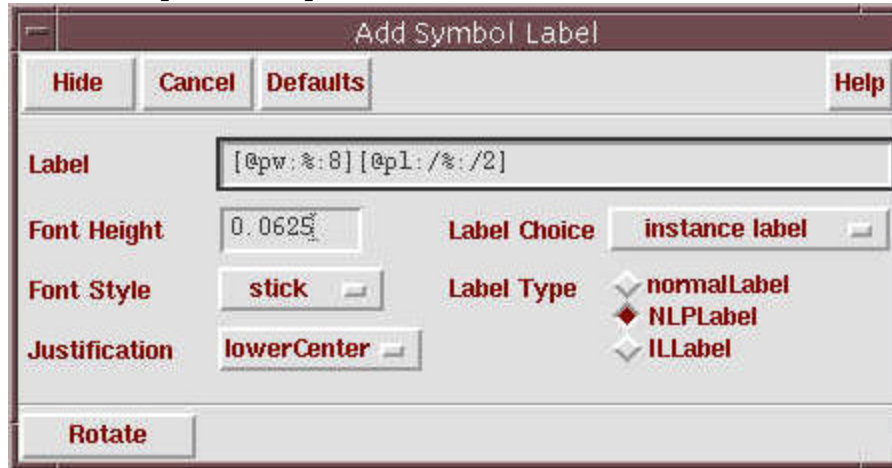 Add Symbol Label
Hide Cancel Defaults Help
Label [@pw:%:8][@pl:/%:/2]
Font Height 0.0625 Label Choice instance label
Font Style stick Label Type normalLabel
NLPLabel
Justification lowerCenter ILLabel
Rotate